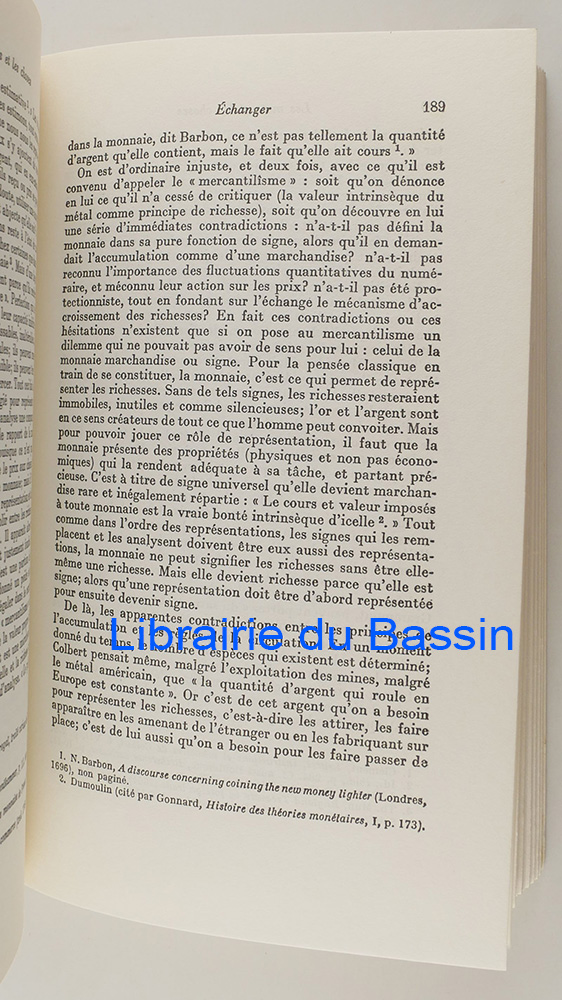 Échanger 189
dans la monnaie, dit Barbon, ce n'est pas tellement la quantité
d'argent qu'elle contient, mais le fait qu'elle ait cours ¹. »
On est d'ordinaire injuste, et deux fois, avec ce qu'il est
convenu d'appeler le « mercantilisme » : soit qu'on dénonce
en lui ce qu'il n'a cessé de critiquer (la valeur intrinsèque du
métal comme principe de richesse), soit qu'on découvre en lui
une série d'immédiates contradictions : n'a-t-il pas défini la
monnaie dans sa pure fonction de signe, alors qu'il en deman-
dait l'accumulation comme d'une marchandise? n'a-t-il pas
reconnu l'importance des fluctuations quantitatives du numé-
raire, et méconnu leur action sur les prix? n'a-t-il pas été pro-
tectionniste, tout en fondant sur l'échange le mécanisme d'ac-
croissement des richesses? En fait ces contradictions ou ces
hésitations n'existent que si on pose au mercantilisme un
dilemme qui ne pouvait pas avoir de sens pour lui : celui de la
monnaie marchandise ou signe. Pour la pensée classique en
train de se constituer, la monnaie, c'est ce qui permet de repré-
senter les richesses. Sans de tels signes, les richesses resteraient
immobiles, inutiles et comme silencieuses; l'or et l'argent sont
en ce sens créateurs de tout ce que l'homme peut convoiter. Mais
pour pouvoir jouer ce rôle de représentation, il faut que la
monnaie présente des propriétés (physiques et non pas écono-
miques) qui la rendent adéquate à sa tâche, et partant pré-
cieuse. C'est à titre de signe universel qu'elle devient marchan-
dise rare et inégalement répartie : « Le cours et valeur imposés
à toute monnaie est la vraie bonté intrinsèque d'icelle ². » Tout
comme dans l'ordre des représentations, les signes qui les rem-
placent et les analysent doivent être eux aussi des représenta-
tions, la monnaie ne peut signifier les richesses sans être elle-
même une richesse. Mais elle devient richesse parce qu'elle est
signe; alors qu'une représentation doit être d'abord représentée
pour ensuite devenir signe.
De là, les apparentes contradictions entre les principes de
l'accumulation et les règles de la circulation. En un moment
donné du temps, le nombre d'espèces qui existent est déterminé;
Colbert pensait même, malgré l'exploitation des mines, malgré
le métal américain, que « la quantité d'argent qui roule en
Europe est constante ». Or c'est de cet argent qu'on a besoin
pour représenter les richesses, c'est-à-dire les attirer, les faire
apparaître en les amenant de l'étranger ou en les fabriquant sur
place; c'est de lui aussi qu'on a besoin pour les faire passer de
1. N. Barbon, A discourse concerning coining the new money lighter (Londres,
1696), non paginé.
2. Dumoulin (cité par Gonnard, Histoire des théories monétaires, I, p. 173).
Librairie du Bassin